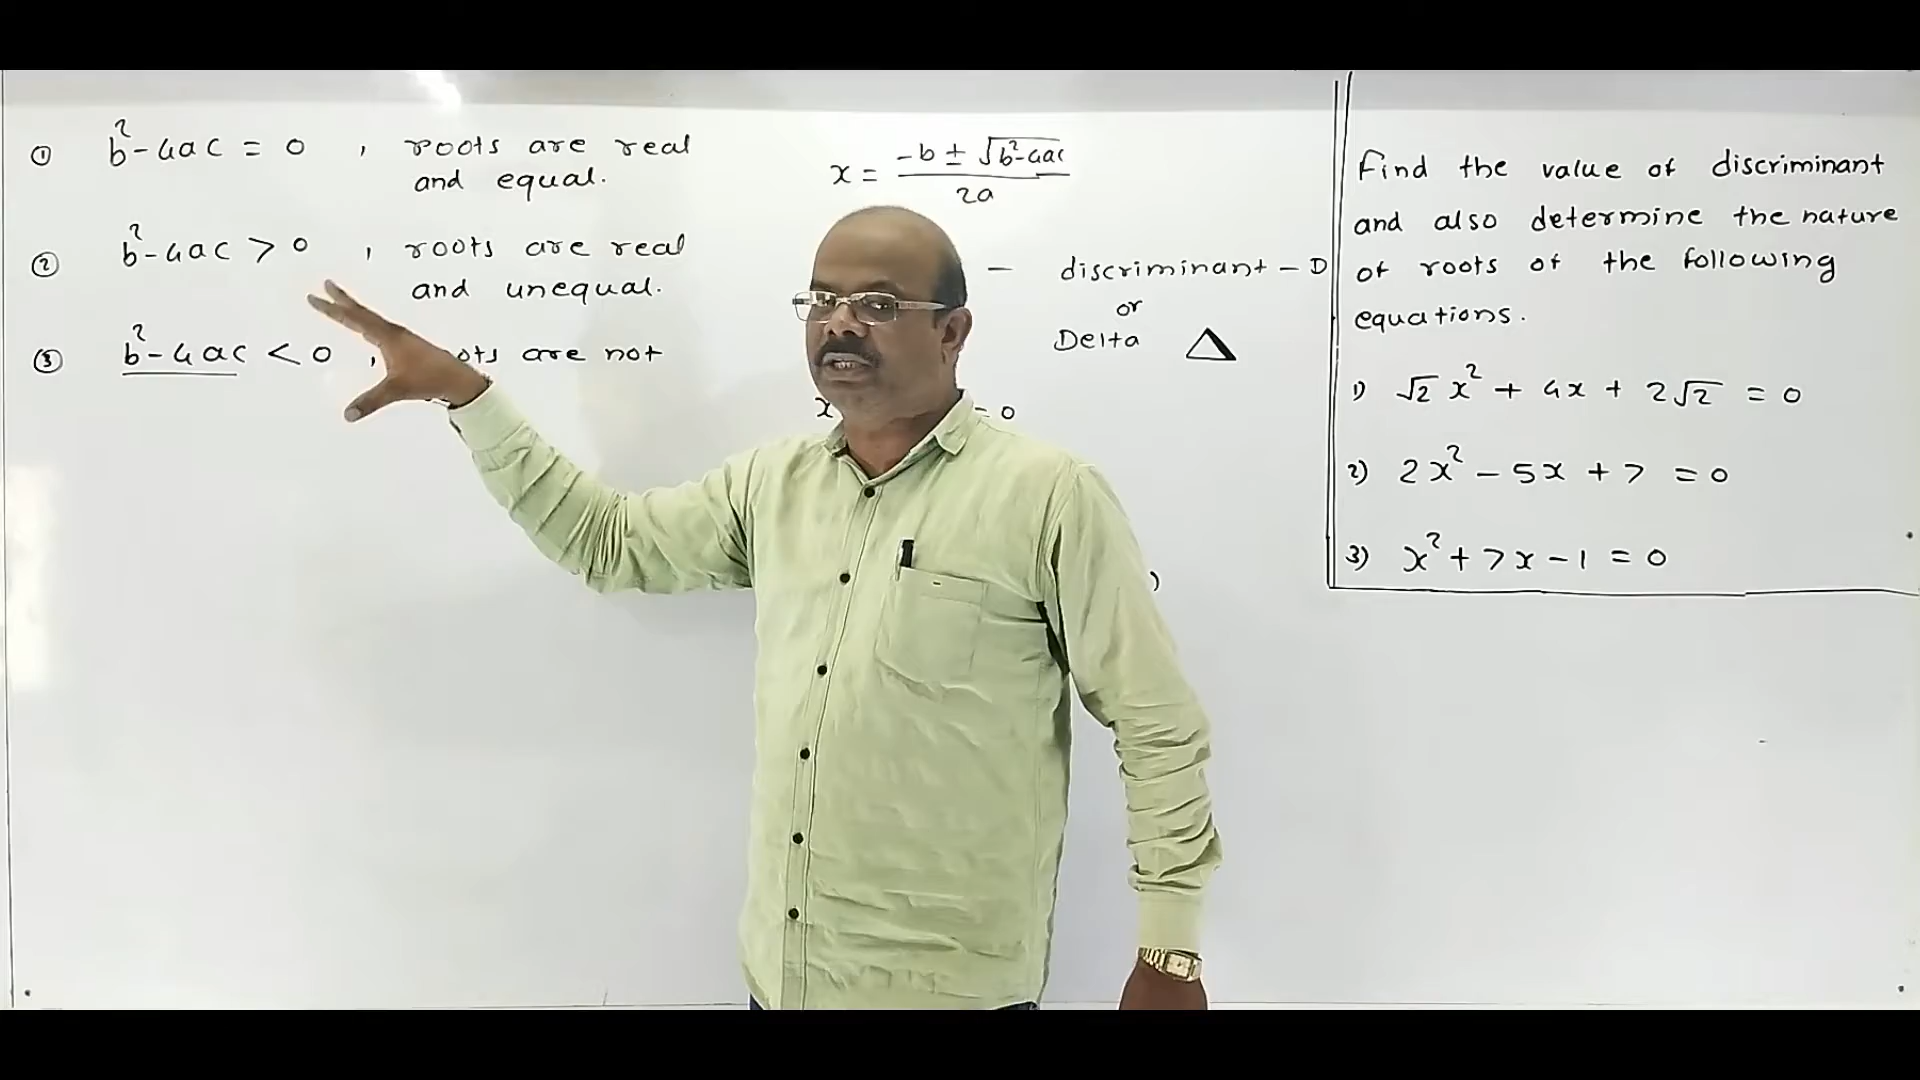 ① b²-4ac = 0 , roots are real
and equal.
② b²-4ac > 0 , roots are real
and unequal.
③ b²-4ac < 0 , are not
x = -b ± √b²-4ac / 2a
— discriminant – D
or
Delta △
x = 0
)
Find the value of discriminant
and also determine the nature
of roots of the following
equations.
1) √2 x² + 4x + 2√2 = 0
2) 2x² - 5x + 7 = 0
3) x² + 7x - 1 = 0